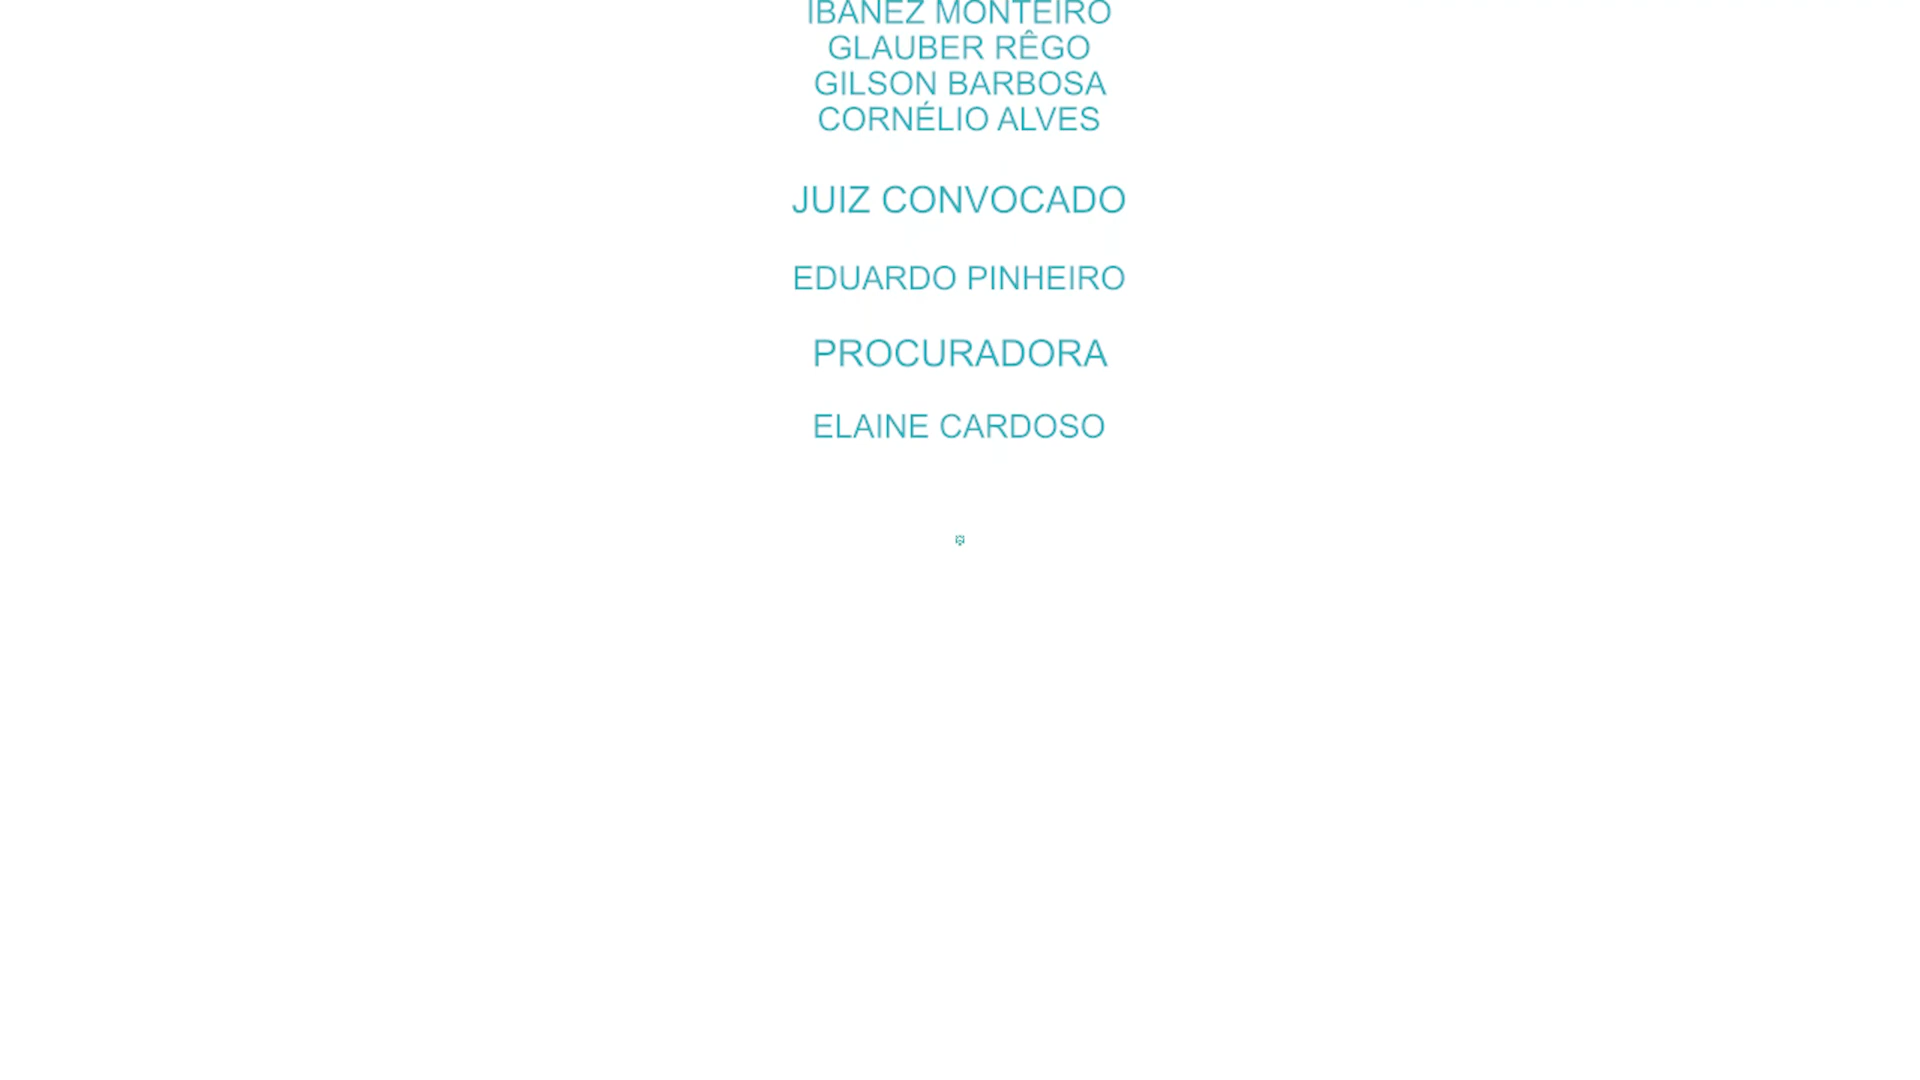 IBANEZ MONTEIRO
GLAUBER RÊGO
GILSON BARBOSA
CORNÉLIO ALVES
JUIZ CONVOCADO
EDUARDO PINHEIRO
PROCURADORA
ELAINE CARDOSO